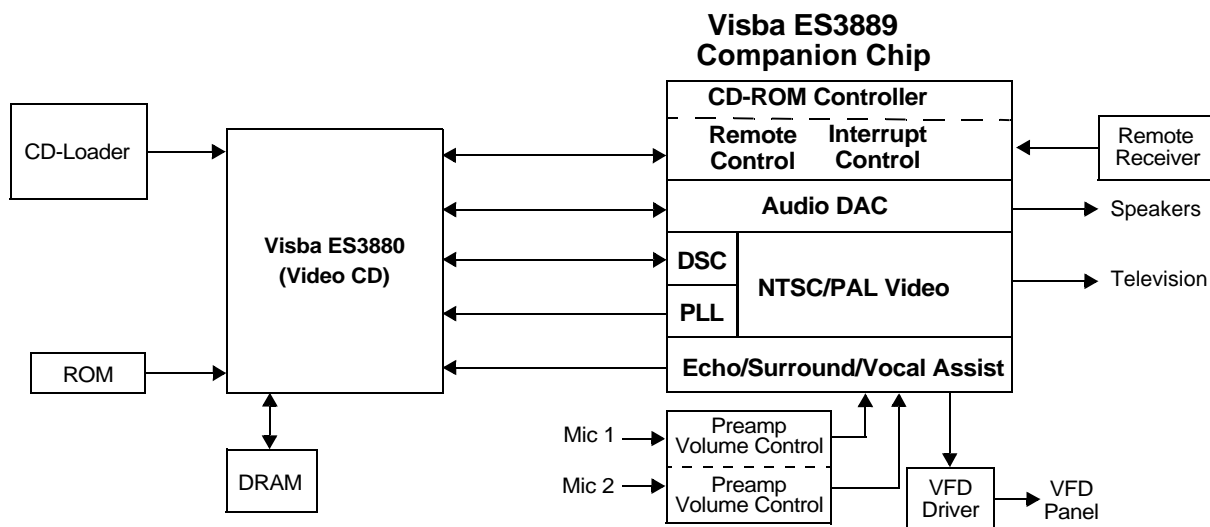 Visba ES3889
Companion Chip
CD-ROM Controller
Remote Control
Interrupt Control
CD-Loader
Remote
Receiver
Audio DAC
Speakers
Visba ES3880
(Video CD)
DSC
NTSC/PAL Video
Television
PLL
ROM
Echo/Surround/Vocal Assist
Mic 1
Preamp
Volume Control
DRAM
Mic 2
Preamp
Volume Control
VFD
Driver
VFD
Panel